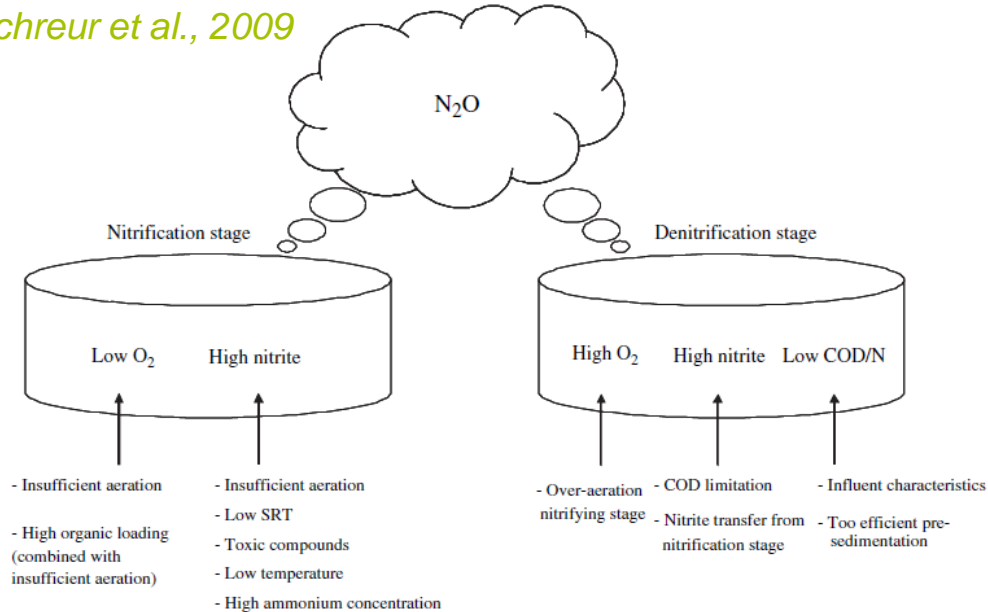 chreur et al., 2009
N₂O
Nitrification stage
Low O₂
High nitrite
- Insufficient aeration
- High organic loading
(combined with
insufficient aeration)
- Insufficient aeration
- Low SRT
- Toxic compounds
- Low temperature
- High ammonium concentration
Denitrification stage
High O₂
High nitrite
Low COD/N
- Over-aeration
nitrifying stage
- COD limitation
- Nitrite transfer from
nitrification stage
- Influent characteristics
- Too efficient pre-
sedimentation